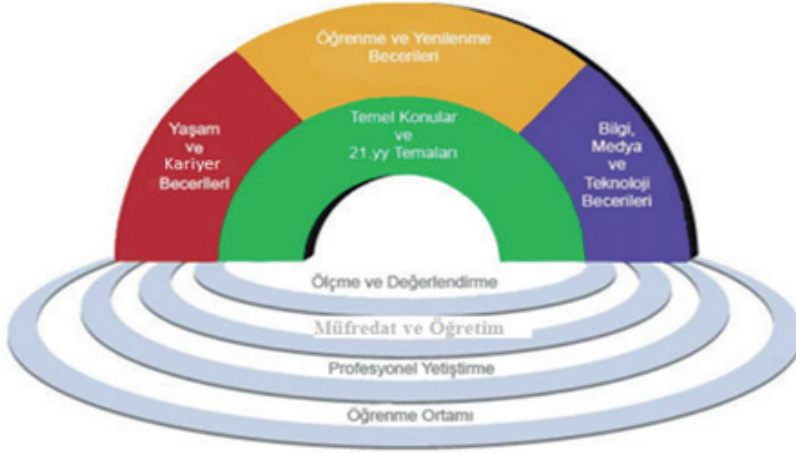 Öğrenme ve Yenilenme
Becerileri
Yaşam
ve
Kariyer
Becerileri
Temel Konular
ve
21.yy Temaları
Bilgi,
Medya
ve
Teknoloji
Becerileri
Ölçme ve Değerlendirme
Müfredat ve Öğretim
Profesyonel Yetiştirme
Öğrenme Ortamı